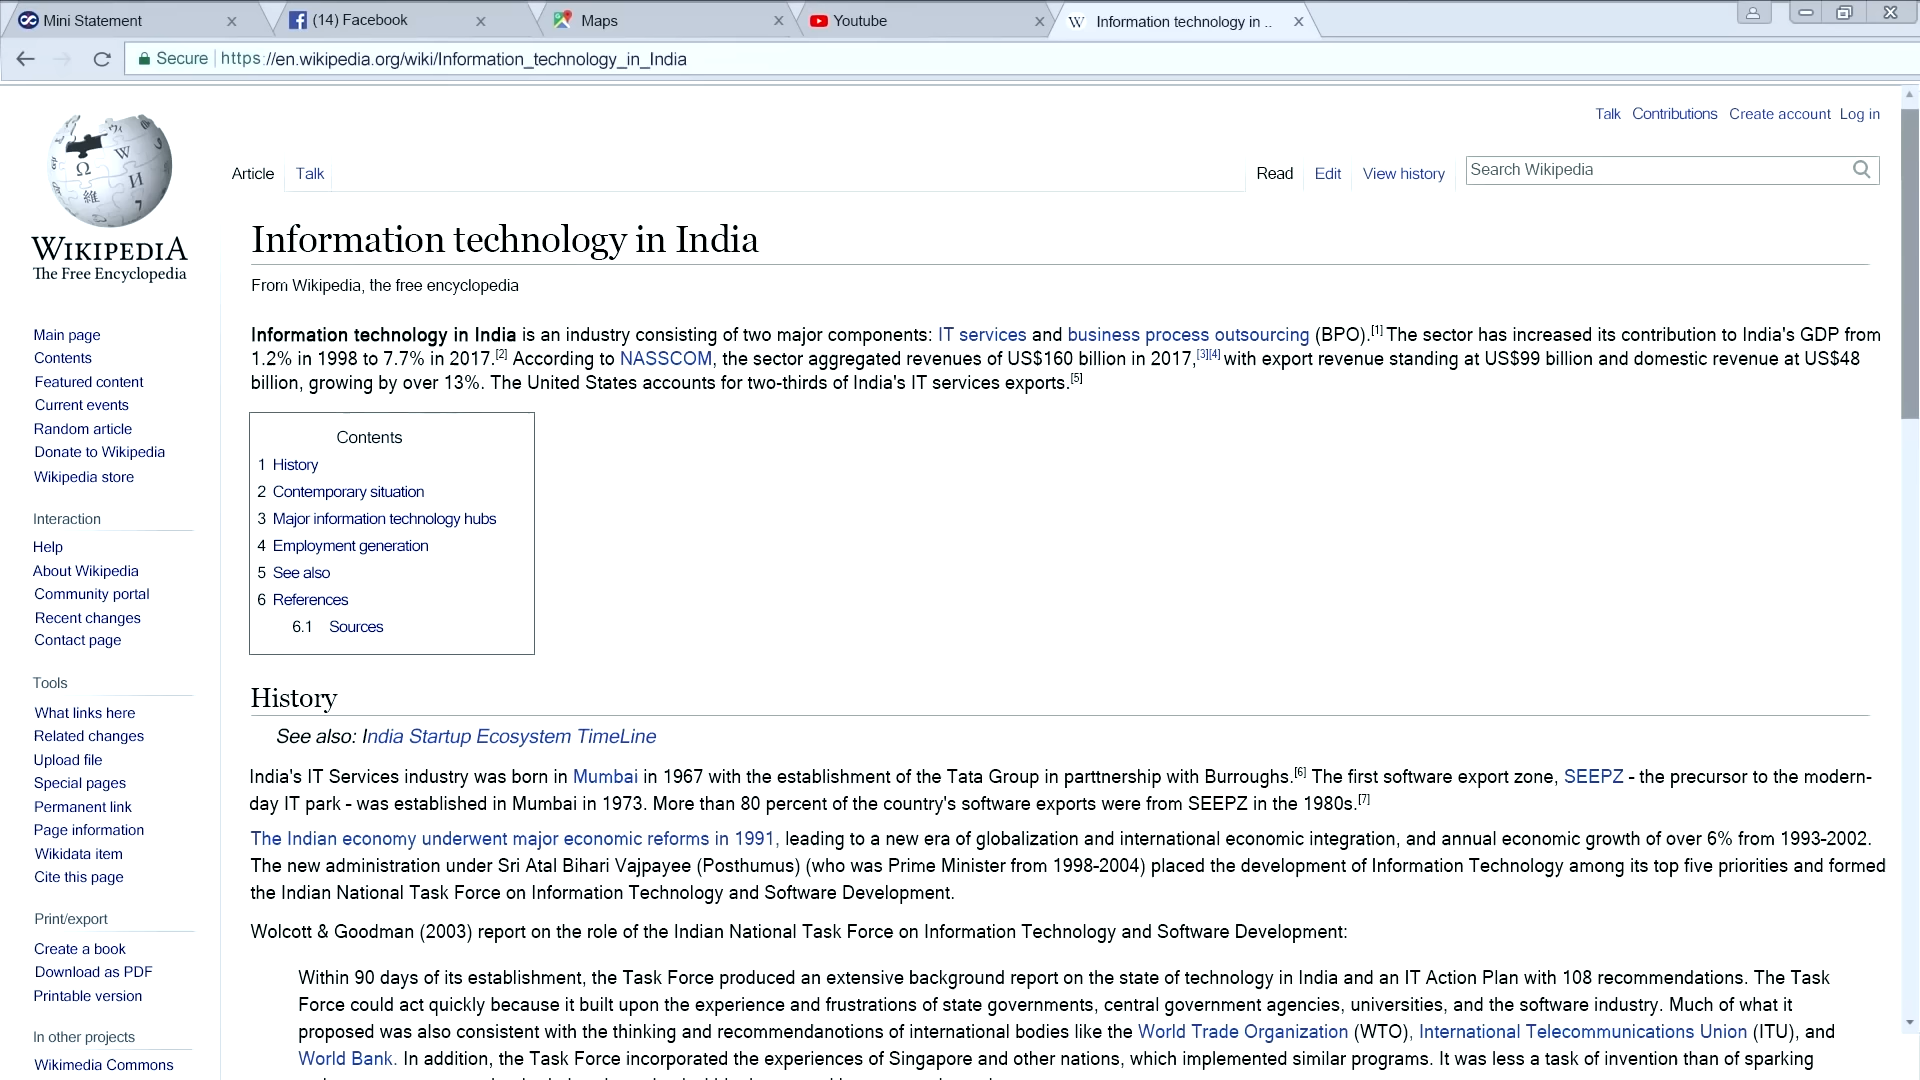 Mini Statement
(14) Facebook
Maps
Youtube
Information technology in ..
Secure https://en.wikipedia.org/wiki/Information_technology_in_India
Talk Contributions Create account Log in
Article Talk Read Edit View history Search Wikipedia
WIKIPEDIA
The Free Encyclopedia
Main page
Contents
Featured content
Current events
Random article
Donate to Wikipedia
Wikipedia store
Interaction
Help
About Wikipedia
Community portal
Recent changes
Contact page
Tools
What links here
Related changes
Upload file
Special pages
Permanent link
Page information
Wikidata item
Cite this page
Print/export
Create a book
Download as PDF
Printable version
In other projects
Wikimedia Commons
Information technology in India
From Wikipedia, the free encyclopedia
Information technology in India is an industry consisting of two major components: IT services and business process outsourcing (BPO).[1] The sector has increased its contribution to India's GDP from
1.2% in 1998 to 7.7% in 2017.[2] According to NASSCOM, the sector aggregated revenues of US$160 billion in 2017,[3][4] with export revenue standing at US$99 billion and domestic revenue at US$48
billion, growing by over 13%. The United States accounts for two-thirds of India's IT services exports.[5]
Contents
1 History
2 Contemporary situation
3 Major information technology hubs
4 Employment generation
5 See also
6 References
6.1 Sources
History
See also: India Startup Ecosystem TimeLine
India's IT Services industry was born in Mumbai in 1967 with the establishment of the Tata Group in parttnership with Burroughs.[6] The first software export zone, SEEPZ - the precursor to the modern-
day IT park - was established in Mumbai in 1973. More than 80 percent of the country's software exports were from SEEPZ in the 1980s.[7]
The Indian economy underwent major economic reforms in 1991, leading to a new era of globalization and international economic integration, and annual economic growth of over 6% from 1993-2002.
The new administration under Sri Atal Bihari Vajpayee (Posthumus) (who was Prime Minister from 1998-2004) placed the development of Information Technology among its top five priorities and formed
the Indian National Task Force on Information Technology and Software Development.
Wolcott & Goodman (2003) report on the role of the Indian National Task Force on Information Technology and Software Development:
Within 90 days of its establishment, the Task Force produced an extensive background report on the state of technology in India and an IT Action Plan with 108 recommendations. The Task
Force could act quickly because it built upon the experience and frustrations of state governments, central government agencies, universities, and the software industry. Much of what it
proposed was also consistent with the thinking and recommendanotions of international bodies like the World Trade Organization (WTO), International Telecommunications Union (ITU), and
World Bank. In addition, the Task Force incorporated the experiences of Singapore and other nations, which implemented similar programs. It was less a task of invention than of sparking